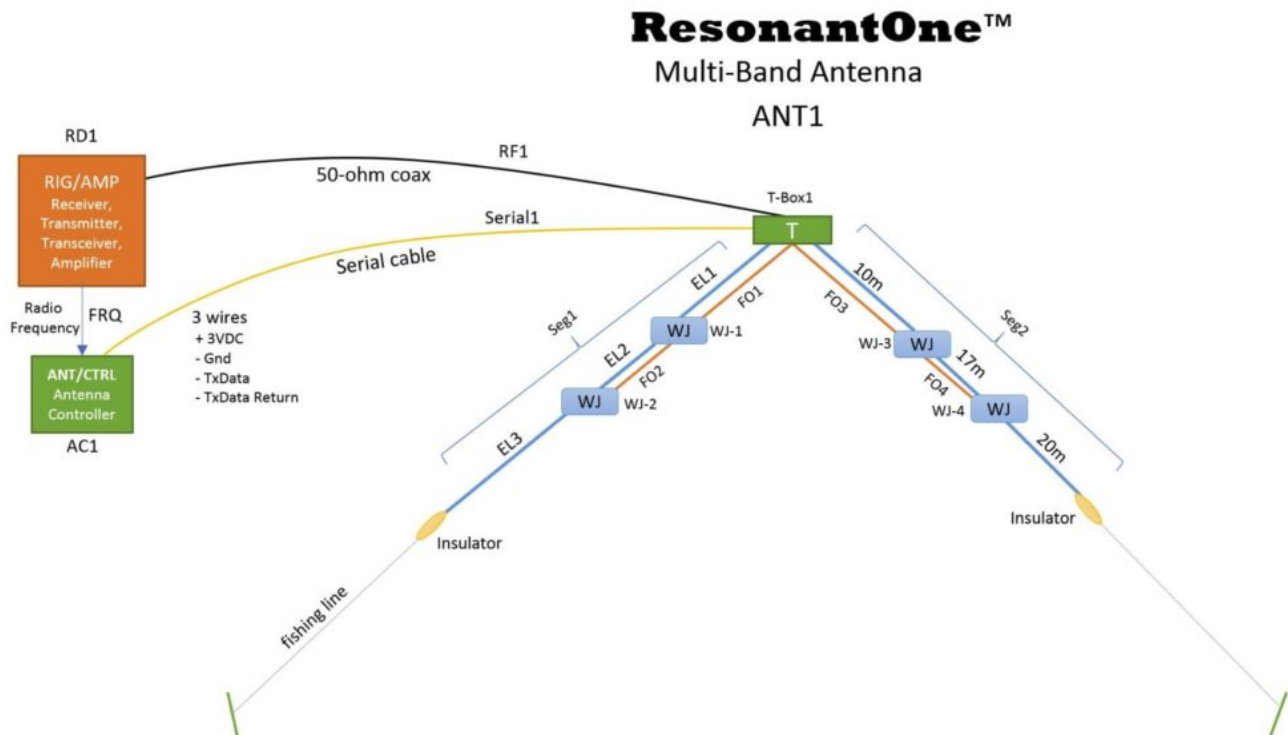 ResonantOne™
Multi-Band Antenna
ANT1
RD1
RIG/AMP
Receiver,
Transmitter,
Transceiver,
Amplifier
RF1
50-ohm coax
T-Box1
T
Serial1
Serial cable
Radio
Frequency
FRQ
3 wires
+ 3VDC
- Gnd
- TxData
- TxData Return
ANT/CTRL
Antenna
Controller
AC1
Seg1
EL1
FO1
WJ
WJ-1
EL2
FO2
WJ
WJ-2
EL3
Insulator
fishing line
10m
FO3
Seg2
WJ-3
WJ
17m
FO4
WJ-4
WJ
20m
Insulator